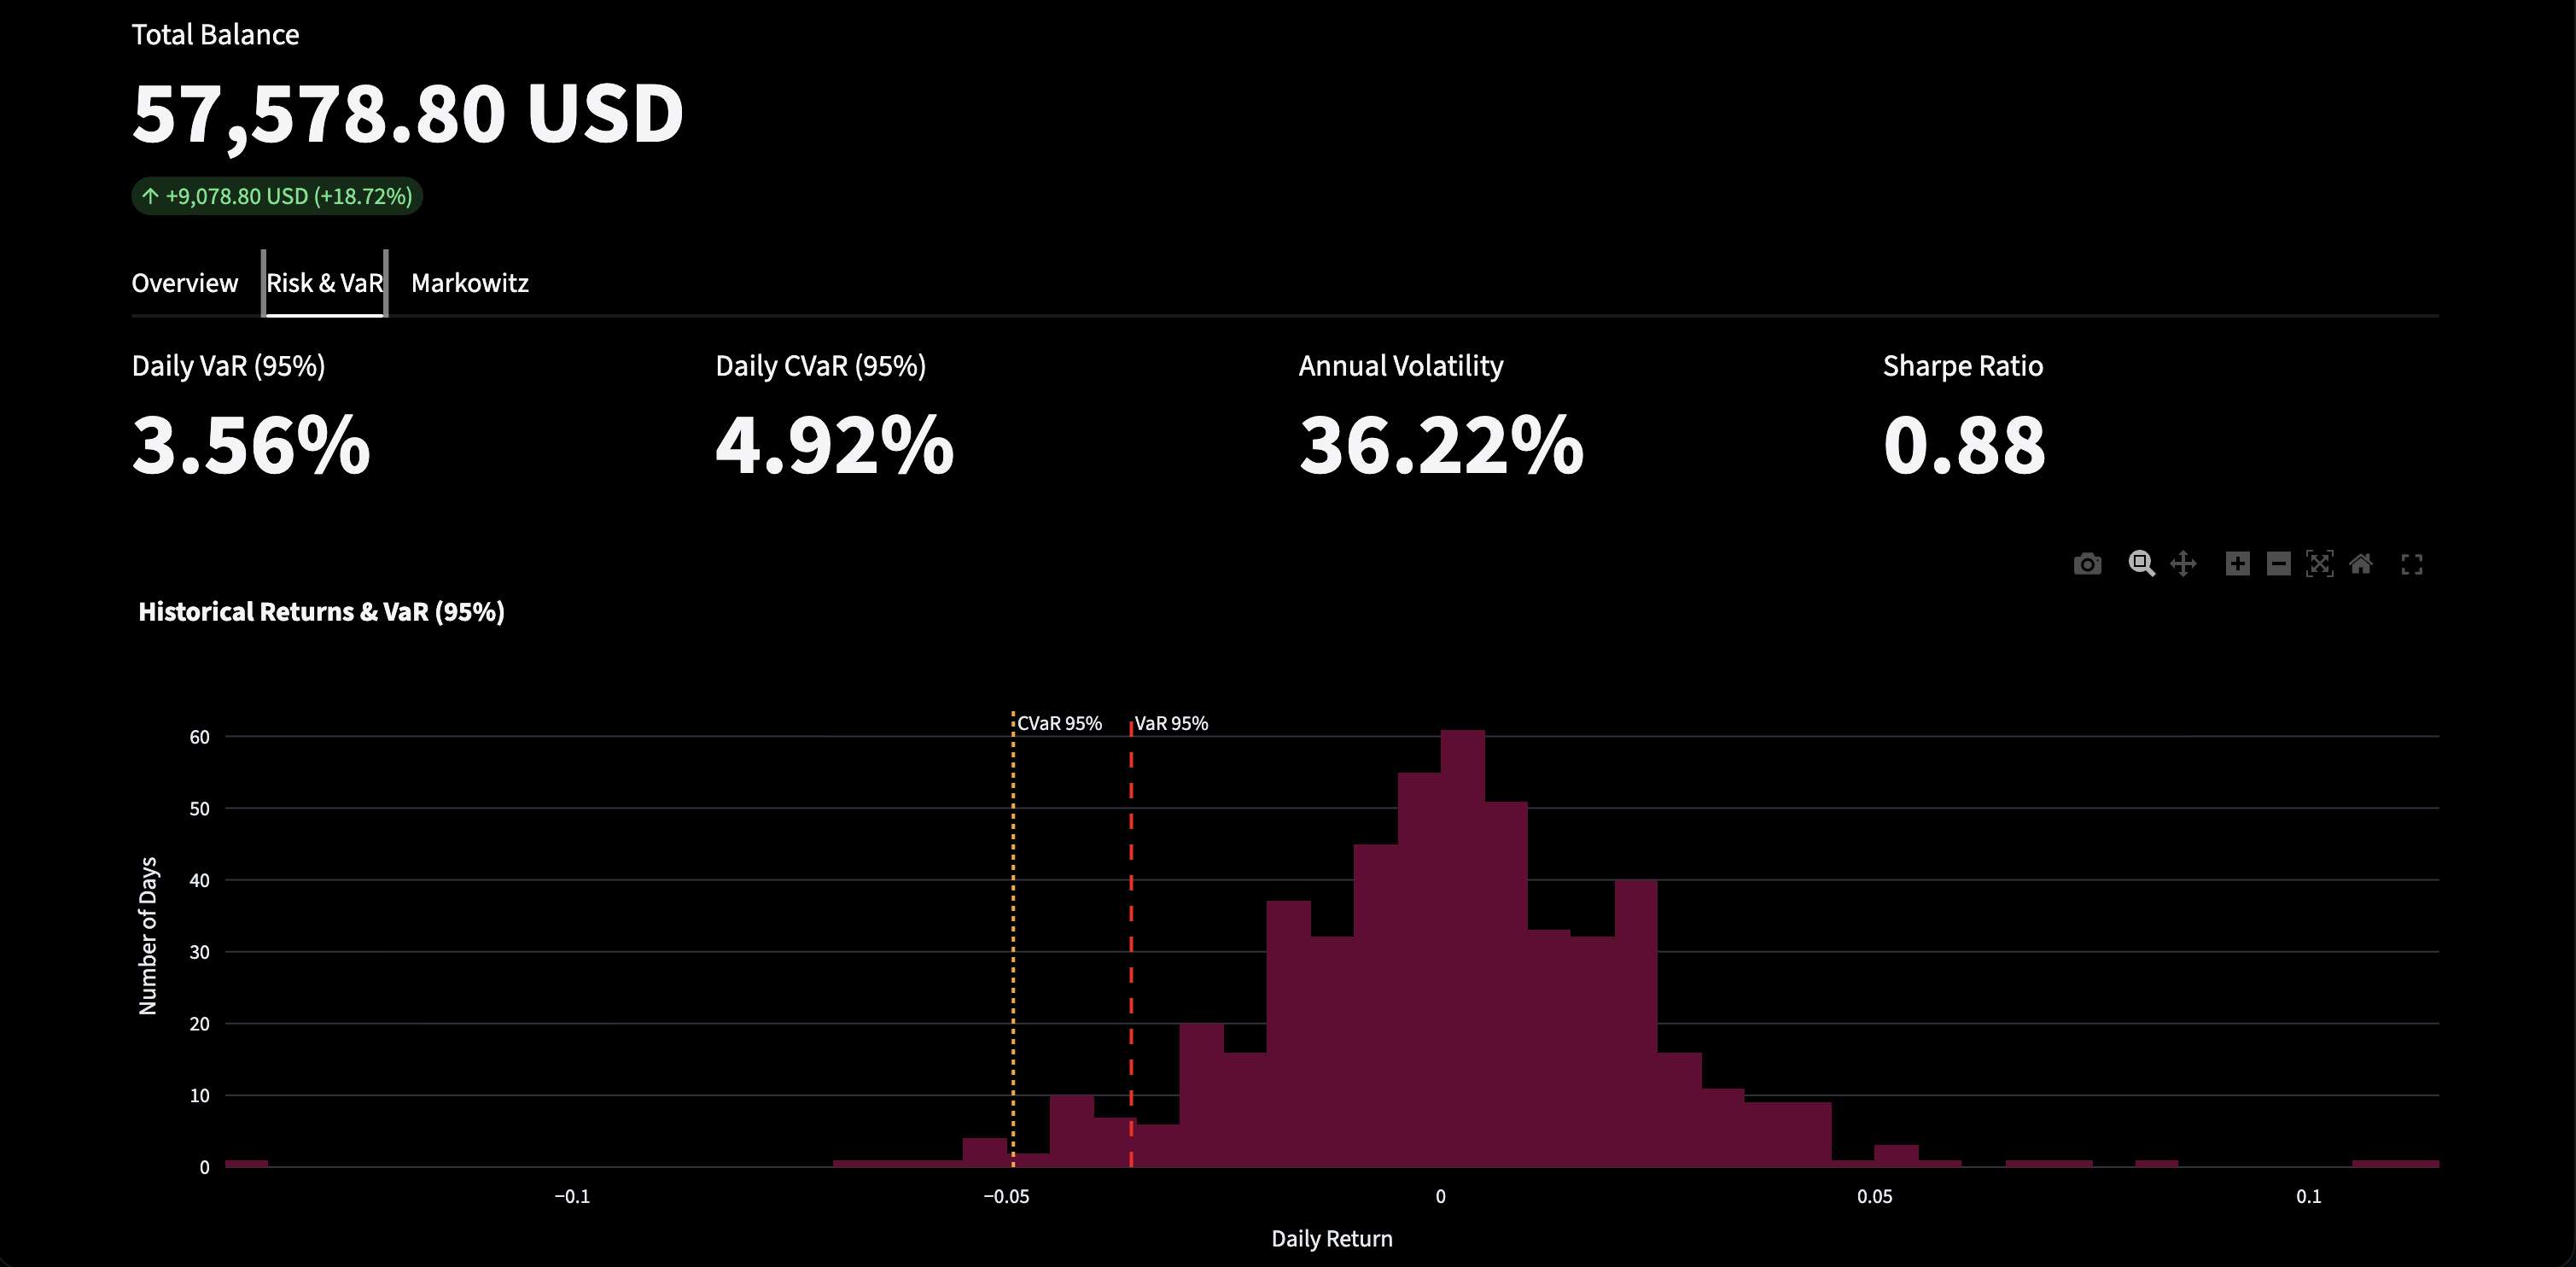 Total Balance
57,578.80 USD
↑ +9,078.80 USD (+18.72%)
Overview Risk & VaR Markowitz
Daily VaR (95%) Daily CVaR (95%) Annual Volatility Sharpe Ratio
3.56% 4.92% 36.22% 0.88
Historical Returns & VaR (95%)
CVaR 95% VaR 95%
60
50
40
30
20
10
0
Number of Days
−0.1 −0.05 0 0.05 0.1
Daily Return